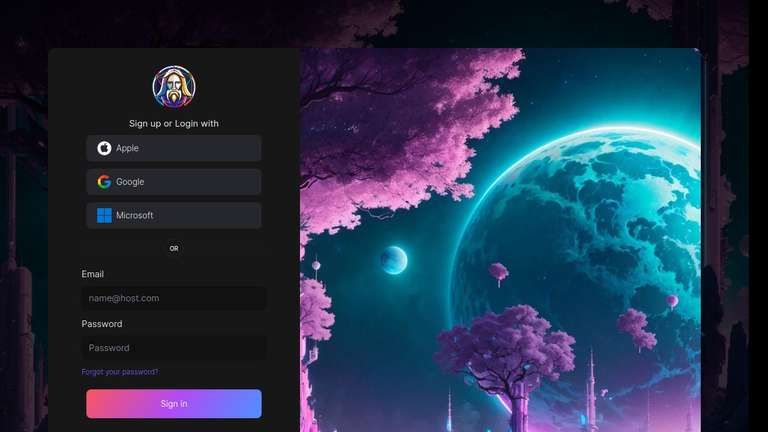 Sign up or Login with
Apple
Google
Microsoft
OR
Email
name@host.com
Password
Password
Forgot your password?
Sign in